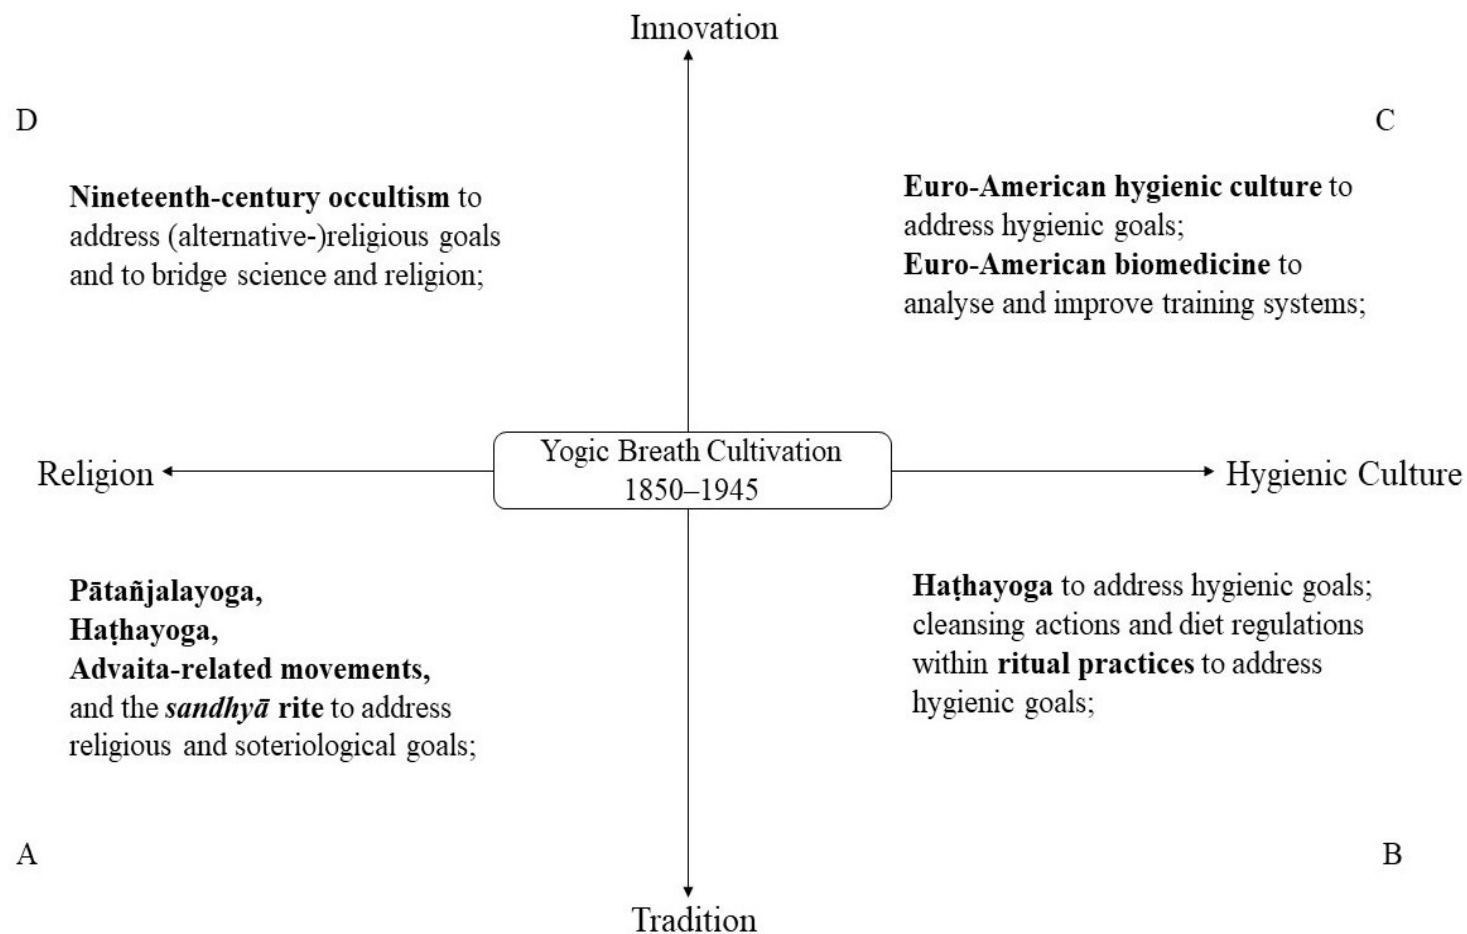 Innovation
D
C
Nineteenth-century occultism to
address (alternative-)religious goals
and to bridge science and religion;
Euro-American hygienic culture to
address hygienic goals;
Euro-American biomedicine to
analyse and improve training systems;
Religion
Yogic Breath Cultivation
1850–1945
Hygienic Culture
Pātañjalayoga,
Haṭhayoga,
Advaita-related movements,
and the sandhyā rite to address
religious and soteriological goals;
Haṭhayoga to address hygienic goals;
cleansing actions and diet regulations
within ritual practices to address
hygienic goals;
A
B
Tradition